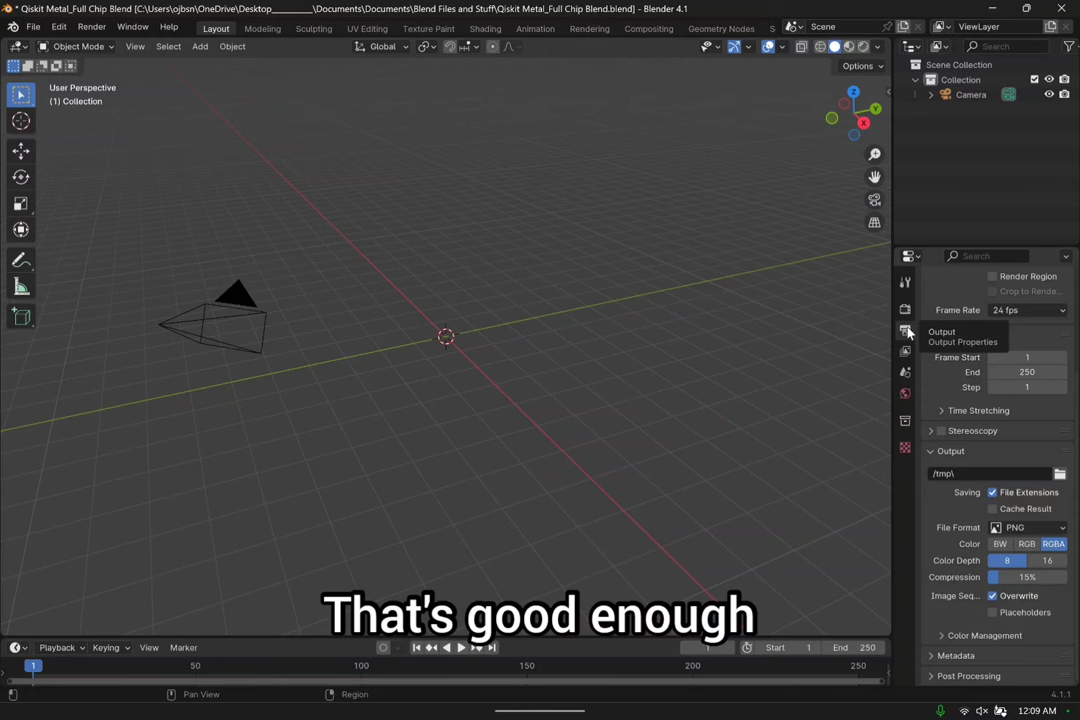 * Qiskit Metal_Full Chip Blend [C:\Users\ojbsn\OneDrive\Desktop_________\Documents\Documents\Blend Files and Stuff\Qiskit Metal_Full Chip Blend.blend] - Blender 4.1
File Edit Render Window Help Layout Modeling Sculpting UV Editing Texture Paint Shading Animation Rendering Compositing Geometry Nodes Scene ViewLayer
Object Mode View Select Add Object Global Search
Options
Scene Collection
Collection
Camera
User Perspective
(1) Collection
Z
Y
X
Search
Render Region
Crop to Rende...
Frame Rate 24 fps
Output
Output Properties
Frame Start 1
End 250
Step 1
Time Stretching
Stereoscopy
Output
/tmp\
Saving File Extensions
Cache Result
File Format PNG
Color BW RGB RGBA
Color Depth 8 16
Compression 15%
Image Seq... Overwrite
Placeholders
Color Management
Metadata
Post Processing
That's good enough
Playback Keying View Marker 1 Start 1 End 250
1 50 100 150 200 250
Pan View Region 4.1.1
12:09 AM